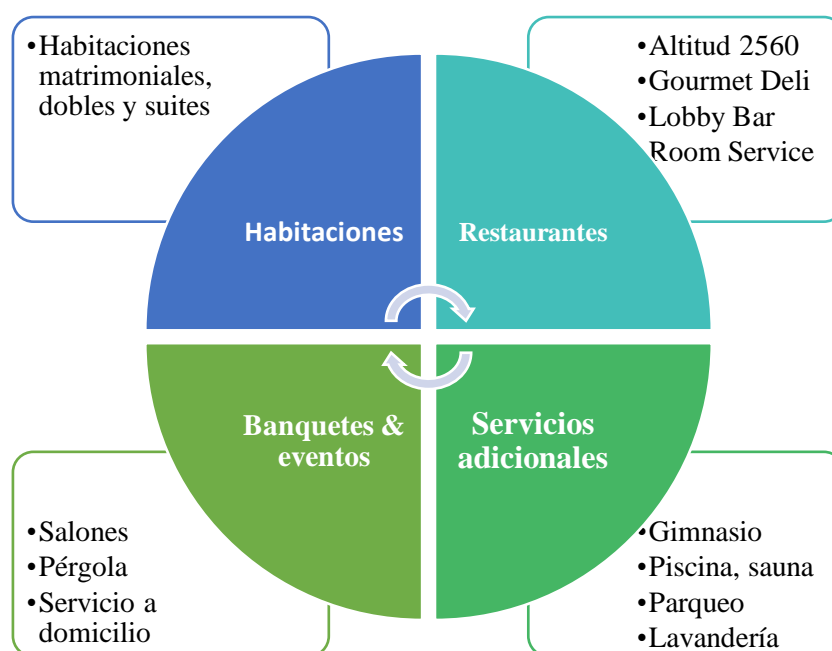 •Habitaciones
matrimoniales,
dobles y suites
•Altitud 2560
•Gourmet Deli
•Lobby Bar
Room Service
Habitaciones
Restaurantes
Banquetes &
eventos
Servicios
adicionales
•Salones
•Pérgola
•Servicio a
domicilio
•Gimnasio
•Piscina, sauna
•Parqueo
•Lavandería